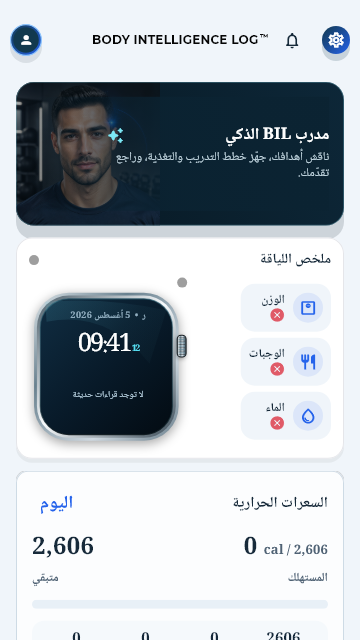 BODY INTELLIGENCE LOG™
مدرب BIL الذكي
ناقش أهدافك، جهّز خطط التدريب والتغذية، وراجع
تقدّمك.
ملخص اللياقة
ر • 5 أغسطس 2026
09:41 12
لا توجد قراءات حديثة
الوزن
الوجبات
الماء
السعرات الحرارية
اليوم
0 cal / 2,606
2,606
المستهلك
متبقي
2606
0
0
0